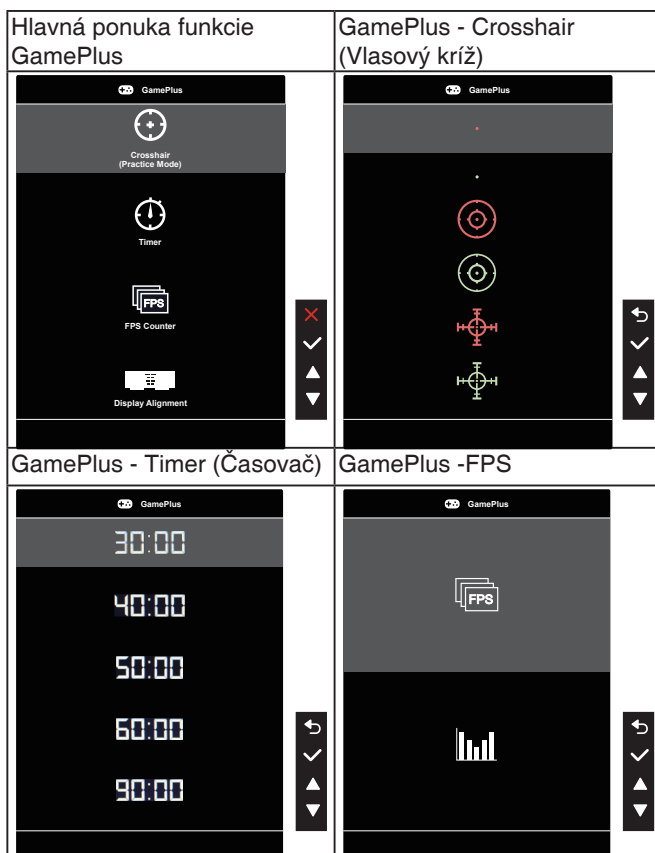 Hlavná ponuka funkcie
GamePlus
GamePlus
Crosshair
(Practice Mode)
Timer
FPS
FPS Counter
Display Alignment
GamePlus - Crosshair
(Vlasový kríž)
GamePlus
GamePlus - Timer (Časovač)
GamePlus
30:00
40:00
50:00
60:00
90:00
GamePlus -FPS
GamePlus
FPS